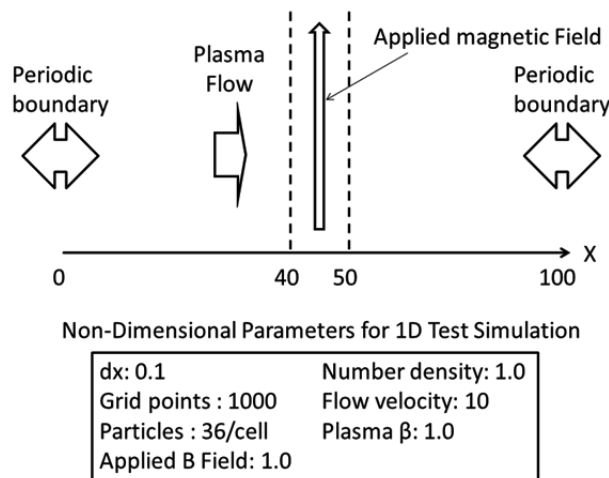 Plasma
Flow
Applied magnetic Field
Periodic
boundary
Periodic
boundary
0
40
50
100
X
Non-Dimensional Parameters for 1D Test Simulation
dx: 0.1
Number density: 1.0
Grid points : 1000
Flow velocity: 10
Particles : 36/cell
Plasma β: 1.0
Applied B Field: 1.0